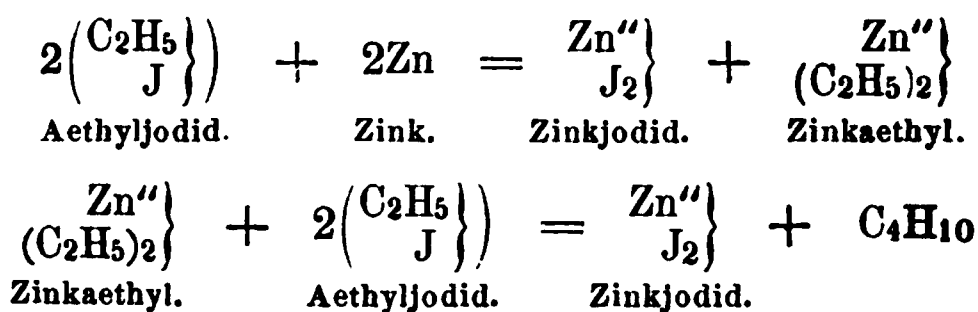 2(C2H5 J}) + 2Zn = Zn" J2} + Zn" (C2H5)2}
Aethyljodid. Zink. Zinkjodid. Zinkaethyl.
Zn" (C2H5)2} + 2(C2H5 J}) = Zn" J2} + C4H10
Zinkaethyl. Aethyljodid. Zinkjodid.